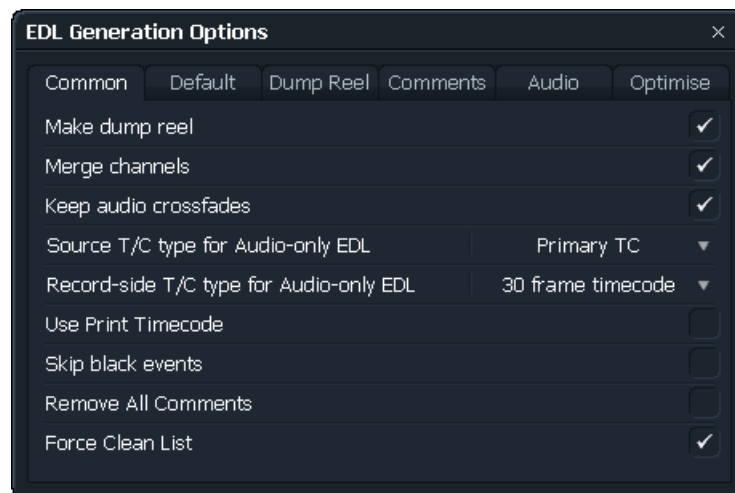 EDL Generation Options
Common Default Dump Reel Comments Audio Optimise
Make dump reel
Merge channels
Keep audio crossfades
Source T/C type for Audio-only EDL Primary TC
Record-side T/C type for Audio-only EDL 30 frame timecode
Use Print Timecode
Skip black events
Remove All Comments
Force Clean List